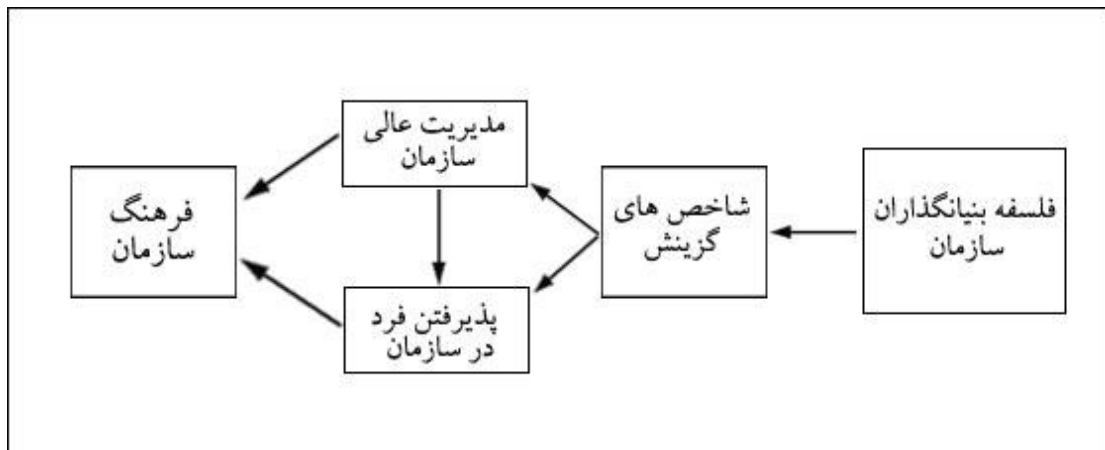 فلسفه بنیانگذاران
سازمان
شاخص های
گزینش
مدیریت عالی
سازمان
پذیرفتن فرد
در سازمان
فرهنگ
سازمان